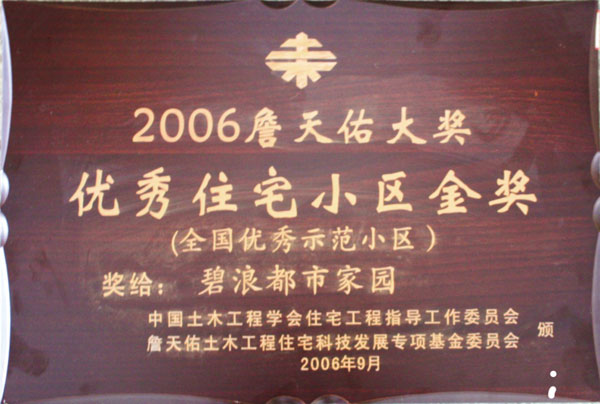 2006詹天佑大奖
优秀住宅小区金奖
(全国优秀示范小区)
奖给：碧浪都市家园
中国土木工程学会住宅工程指导工作委员会
詹天佑土木工程住宅科技发展专项基金委员会
颁
2006年9月
i